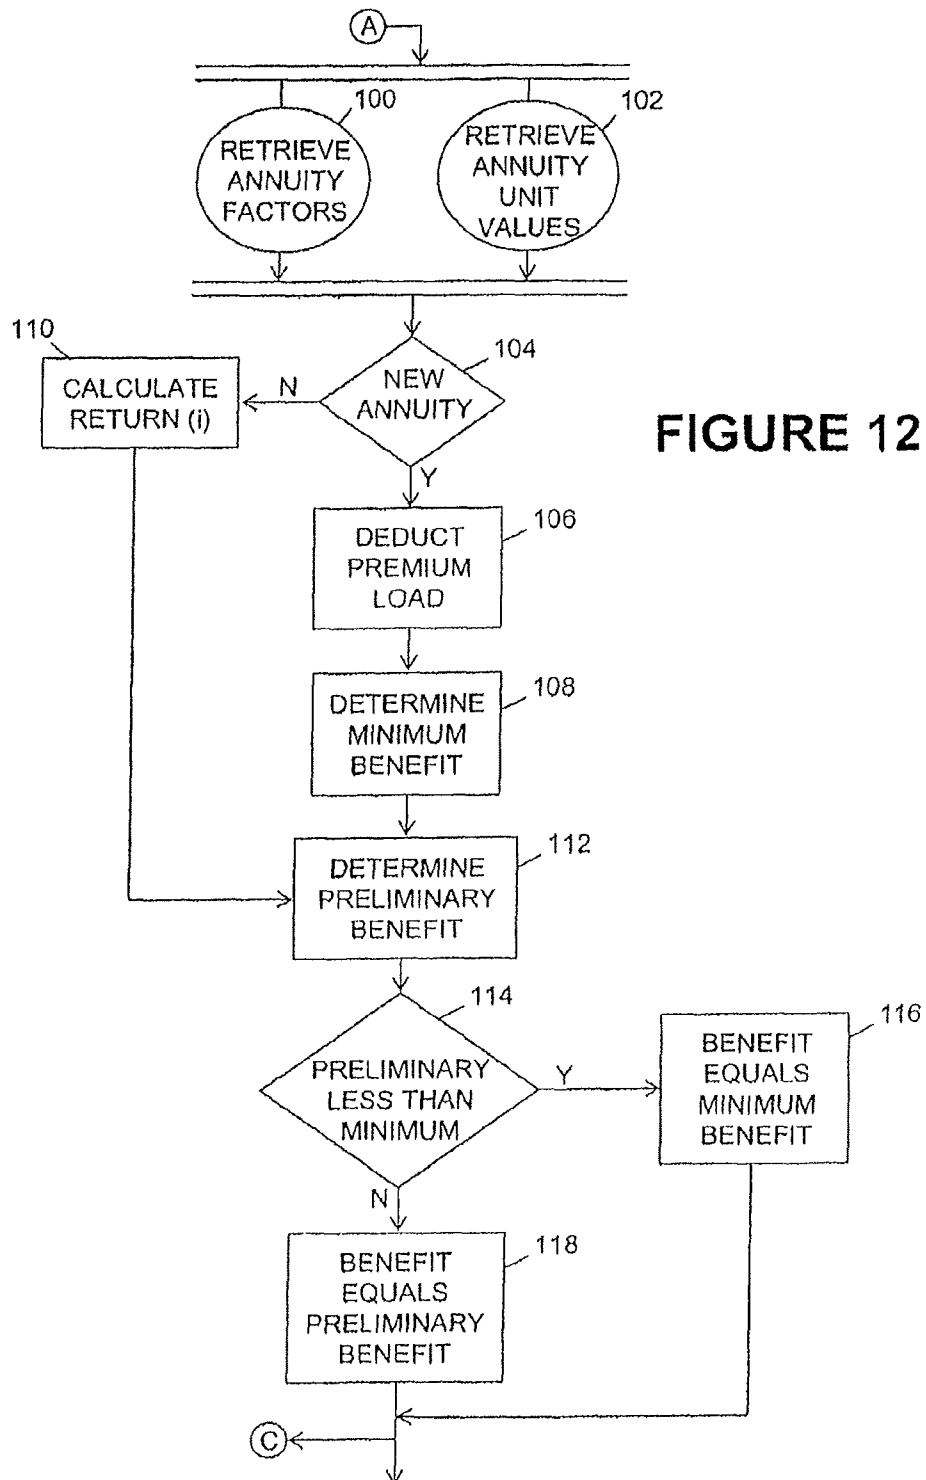 A
100
RETRIEVE
ANNUITY
FACTORS
102
RETRIEVE
ANNUITY
UNIT
VALUES
104
NEW
ANNUITY
N
110
CALCULATE
RETURN (i)
FIGURE 12
Y
106
DEDUCT
PREMIUM
LOAD
108
DETERMINE
MINIMUM
BENEFIT
112
DETERMINE
PRELIMINARY
BENEFIT
114
PRELIMINARY
LESS THAN
MINIMUM
Y
116
BENEFIT
EQUALS
MINIMUM
BENEFIT
N
118
BENEFIT
EQUALS
PRELIMINARY
BENEFIT
C